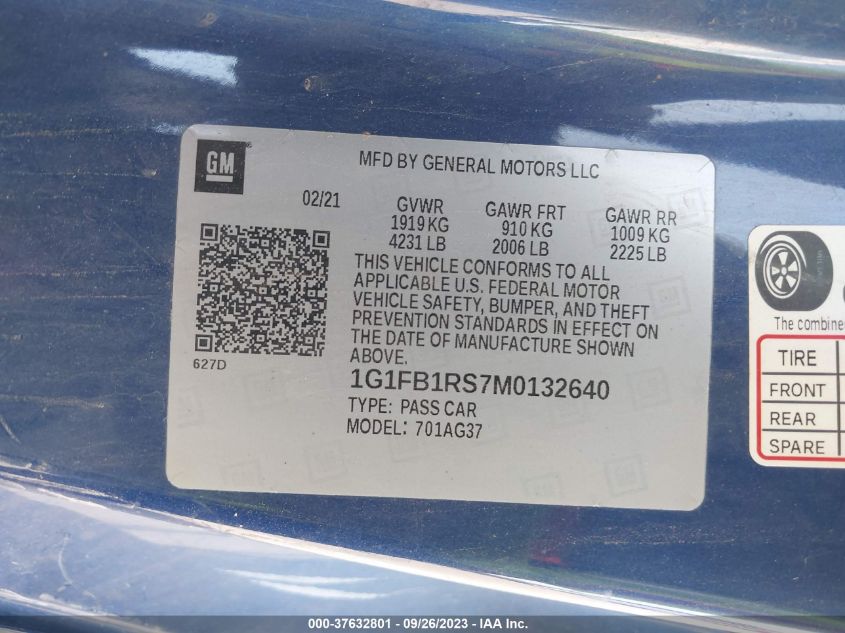 GM
MFD BY GENERAL MOTORS LLC
02/21
GVWR
1919 KG
4231 LB
GAWR FRT
910 KG
2006 LB
GAWR RR
1009 KG
2225 LB
THIS VEHICLE CONFORMS TO ALL
APPLICABLE U.S. FEDERAL MOTOR
VEHICLE SAFETY, BUMPER, AND THEFT
PREVENTION STANDARDS IN EFFECT ON
THE DATE OF MANUFACTURE SHOWN
ABOVE.
627D
1G1FB1RS7M0132640
TYPE: PASS CAR
MODEL: 701AG37
The combine
TIRE
FRONT
REAR
SPARE
000-37632801 - 09/26/2023 - IAA Inc.